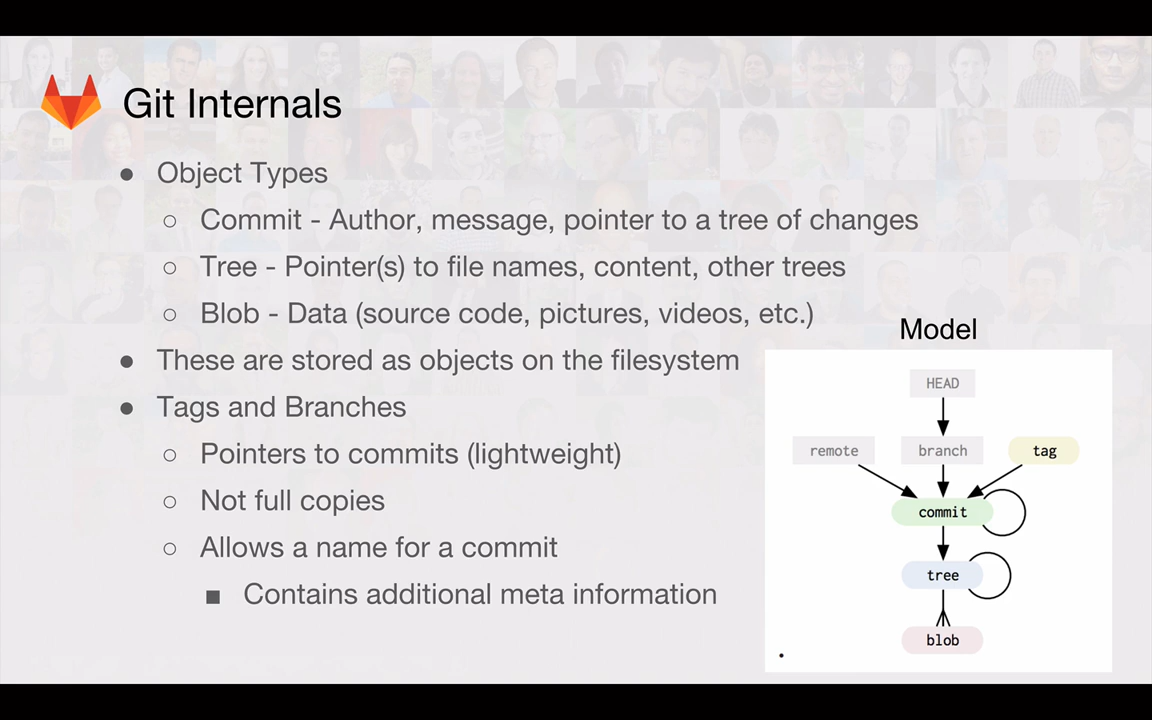 Git Internals
● Object Types
○ Commit - Author, message, pointer to a tree of changes
○ Tree - Pointer(s) to file names, content, other trees
○ Blob - Data (source code, pictures, videos, etc.)
● These are stored as objects on the filesystem
● Tags and Branches
○ Pointers to commits (lightweight)
○ Not full copies
○ Allows a name for a commit
■ Contains additional meta information
Model
HEAD
remote branch tag
commit
tree
blob